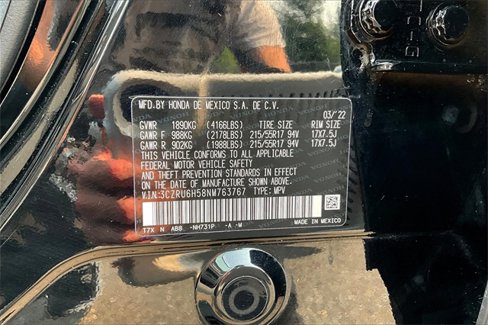 MFD.BY HONDA DE MEXICO S.A. DE C.V.
03/'22
GVWR 1890KG (4166LBS) TIRE SIZE RIM SIZE
GAWR F 988KG (2178LBS) 215/55R17 94V 17X7.5J
GAWR R 902KG (1988LBS) 215/55R17 94V 17X7.5J
THIS VEHICLE CONFORMS TO ALL APPLICABLE
FEDERAL MOTOR VEHICLE SAFETY
AND THEFT PREVENTION STANDARDS IN EFFECT
ON THE DATE OF MANUFACTURE SHOWN ABOVE.
V.I.N:3CZRU6H58NM763767 TYPE: MPV
T7X N AB8 -NH731P -A -W MADE IN MEXICO